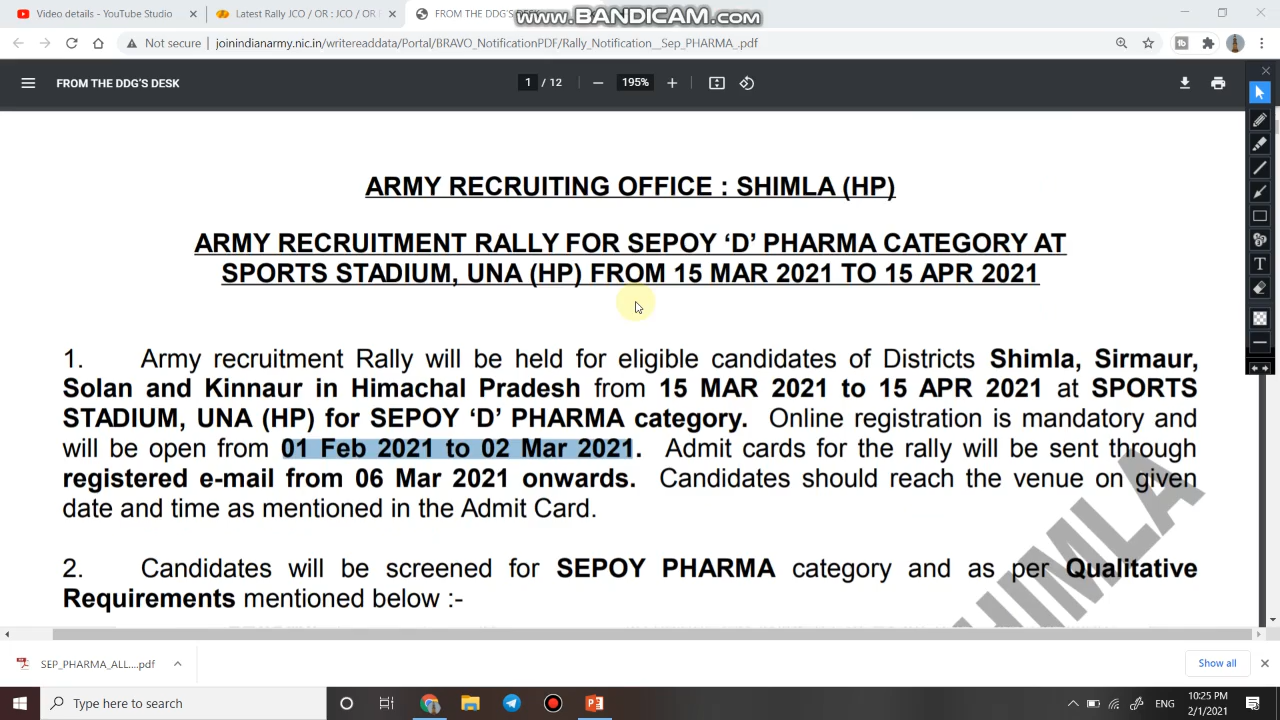 Video details - YouTube Studio
Latest Rally JCO / OR : JCO / OR
FROM THE DDG'S DESK
www.BANDICAM.com
Not secure
joinindianarmy.nic.in/writereaddata/Portal/BRAVO_NotificationPDF/Rally_Notification__Sep_PHARMA_.pdf
FROM THE DDG'S DESK
1 / 12
195%
ARMY RECRUITING OFFICE : SHIMLA (HP)
ARMY RECRUITMENT RALLY FOR SEPOY ‘D’ PHARMA CATEGORY AT
SPORTS STADIUM, UNA (HP) FROM 15 MAR 2021 TO 15 APR 2021
1. Army recruitment Rally will be held for eligible candidates of Districts Shimla, Sirmaur,
Solan and Kinnaur in Himachal Pradesh from 15 MAR 2021 to 15 APR 2021 at SPORTS
STADIUM, UNA (HP) for SEPOY ‘D’ PHARMA category. Online registration is mandatory and
will be open from 01 Feb 2021 to 02 Mar 2021. Admit cards for the rally will be sent through
registered e-mail from 06 Mar 2021 onwards. Candidates should reach the venue on given
date and time as mentioned in the Admit Card.
2. Candidates will be screened for SEPOY PHARMA category and as per Qualitative
Requirements mentioned below :-
SHIMLA
SEP_PHARMA_ALL....pdf
Show all
Type here to search
ENG
10:25 PM
2/1/2021